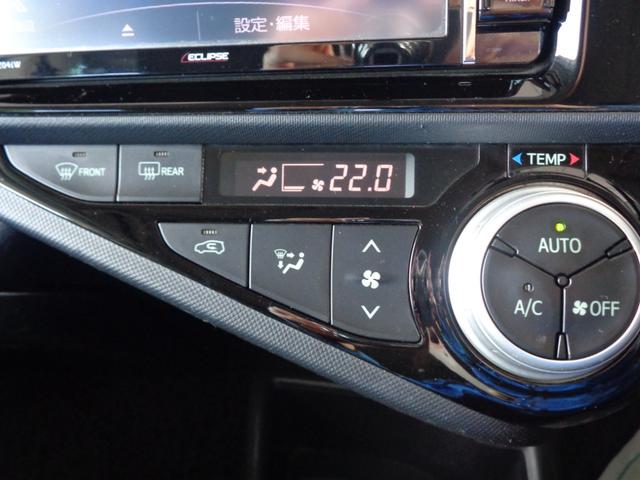 設定・編集
ECLIPSE
FRONT
REAR
22.0
TEMP
AUTO
A/C
OFF